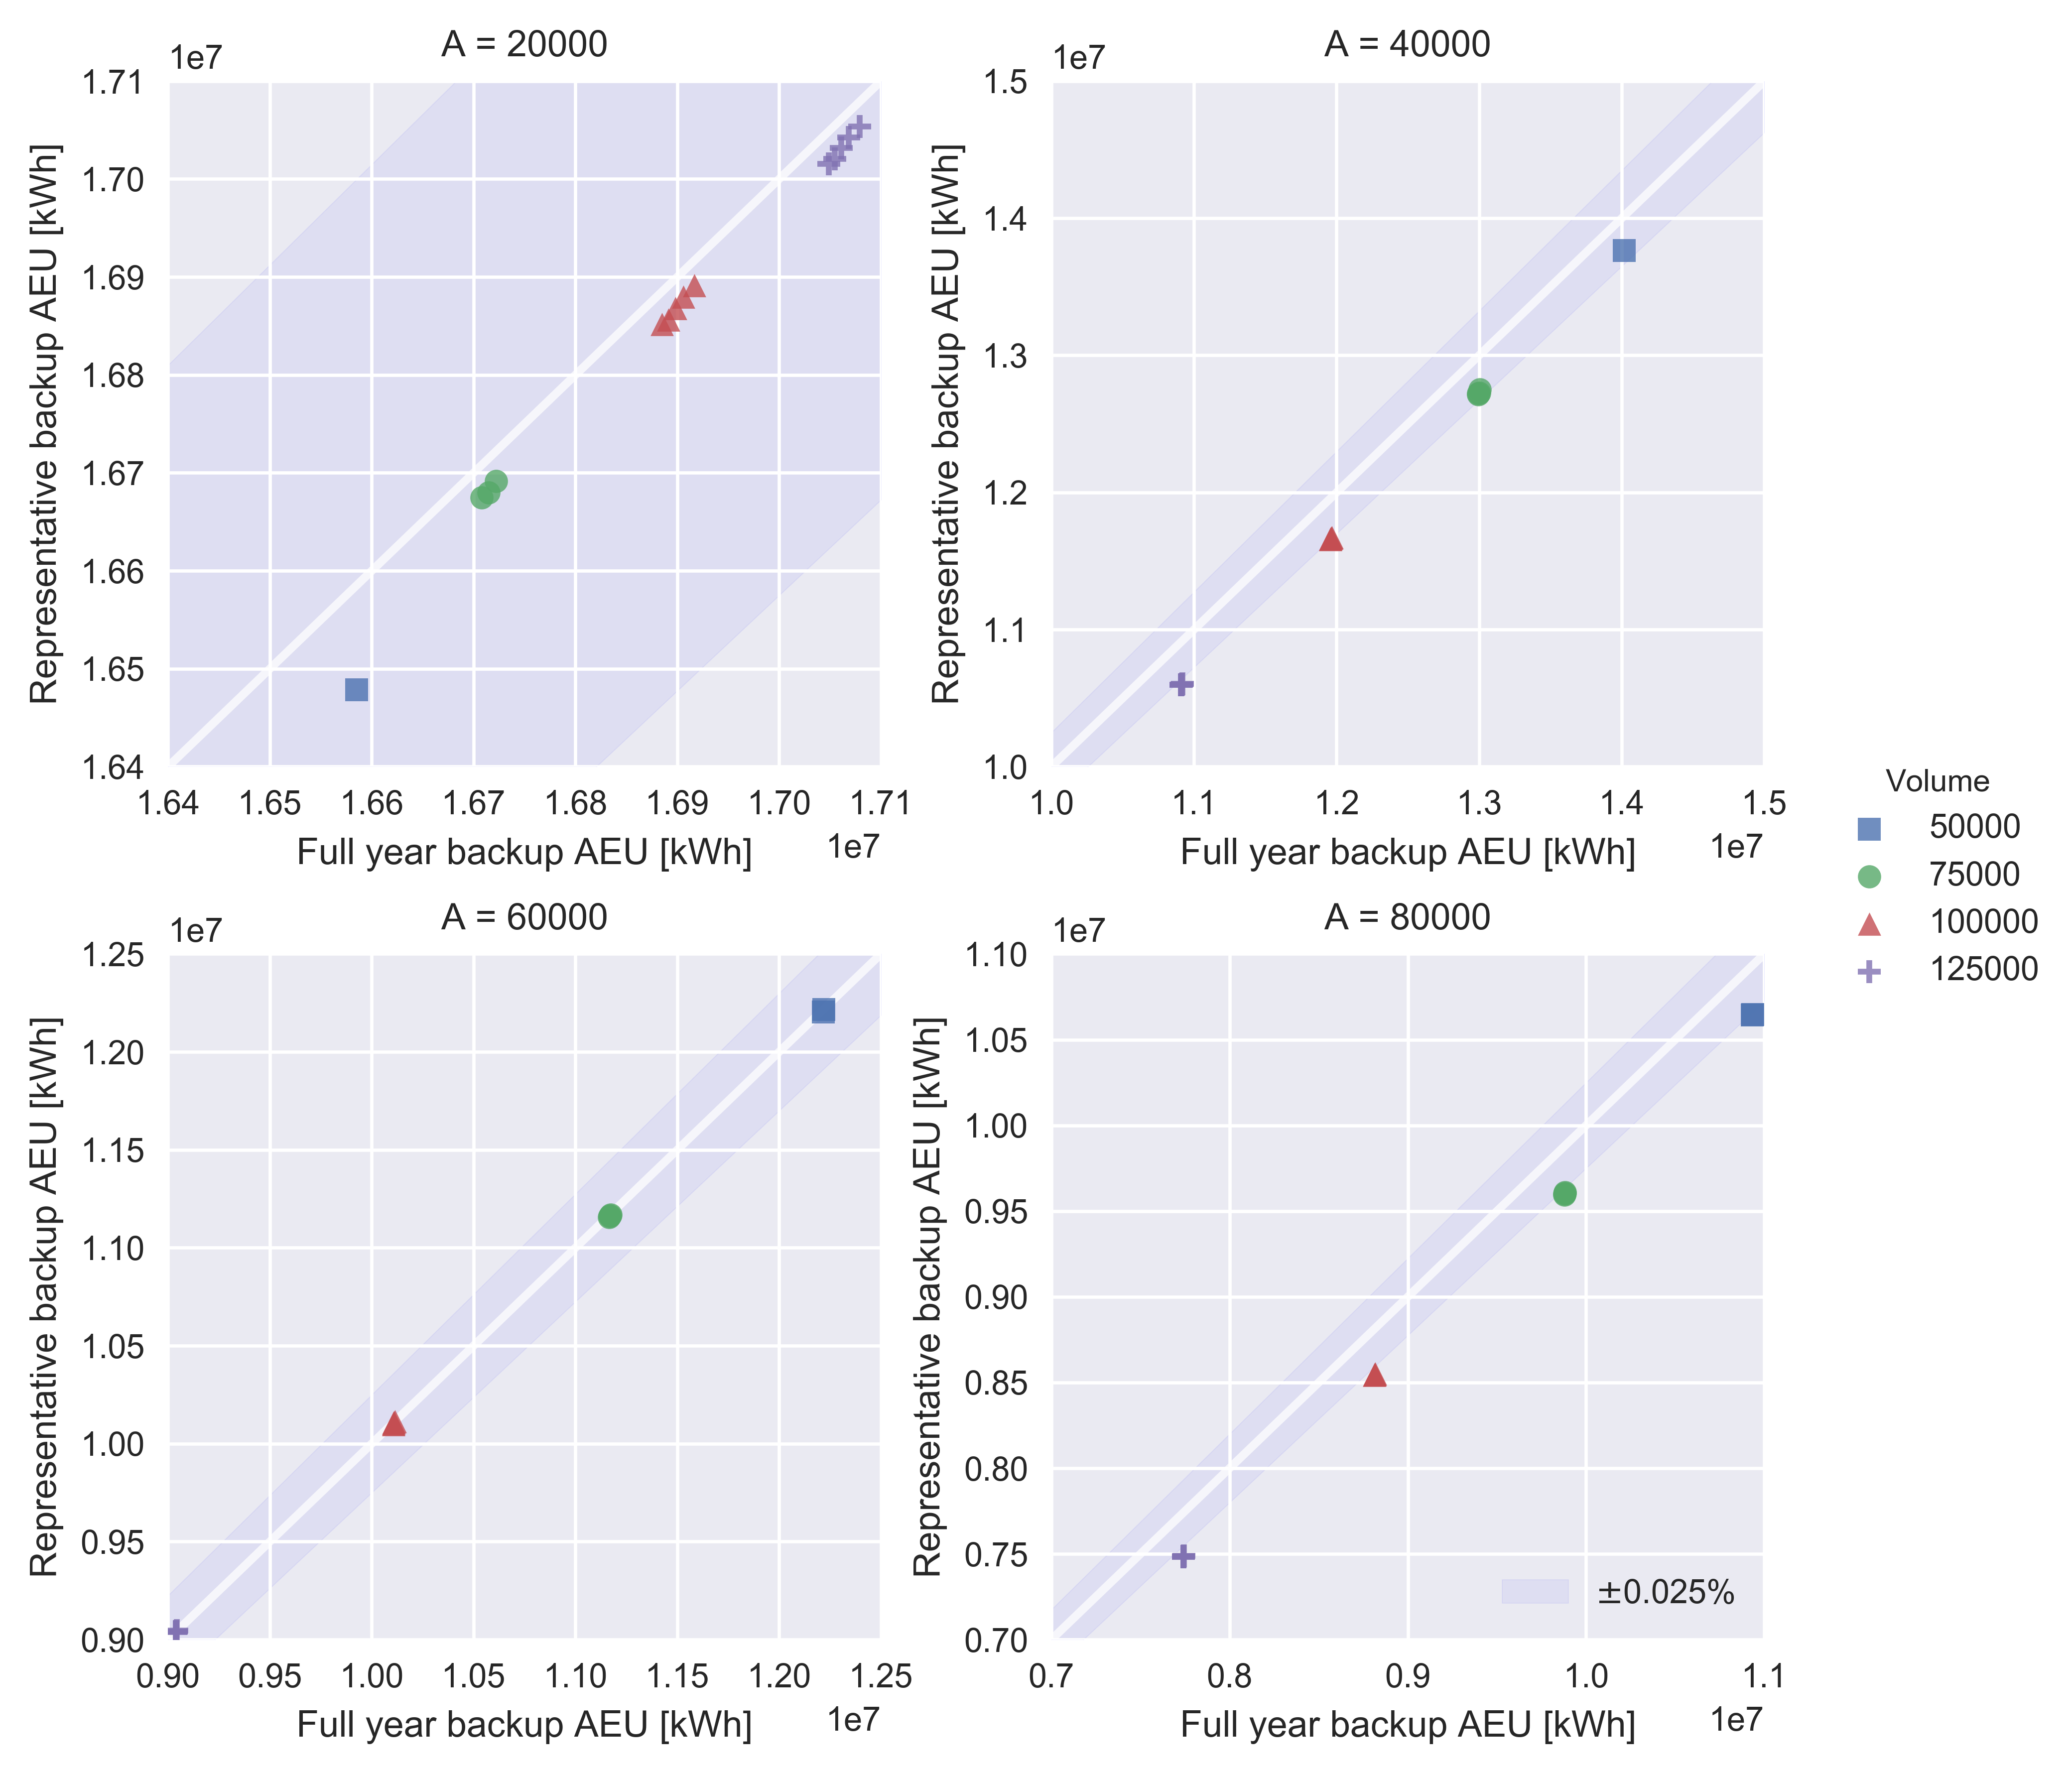 A = 20000
1e7
1.71
1.70
1.69
1.68
1.67
1.66
1.65
1.64
Representative backup AEU [kWh]
1.64 1.65 1.66 1.67 1.68 1.69 1.70 1.71
Full year backup AEU [kWh]
1e7
A = 40000
1e7
1.5
1.4
1.3
1.2
1.1
1.0
Representative backup AEU [kWh]
1.0 1.1 1.2 1.3 1.4 1.5
Full year backup AEU [kWh]
1e7
Volume
50000
75000
100000
125000
A = 60000
1e7
1.25
1.20
1.15
1.10
1.05
1.00
0.95
0.90
Representative backup AEU [kWh]
0.90 0.95 1.00 1.05 1.10 1.15 1.20 1.25
Full year backup AEU [kWh]
1e7
A = 80000
1e7
1.10
1.05
1.00
0.95
0.90
0.85
0.80
0.75
0.70
Representative backup AEU [kWh]
±0.025%
0.7 0.8 0.9 1.0 1.1
Full year backup AEU [kWh]
1e7